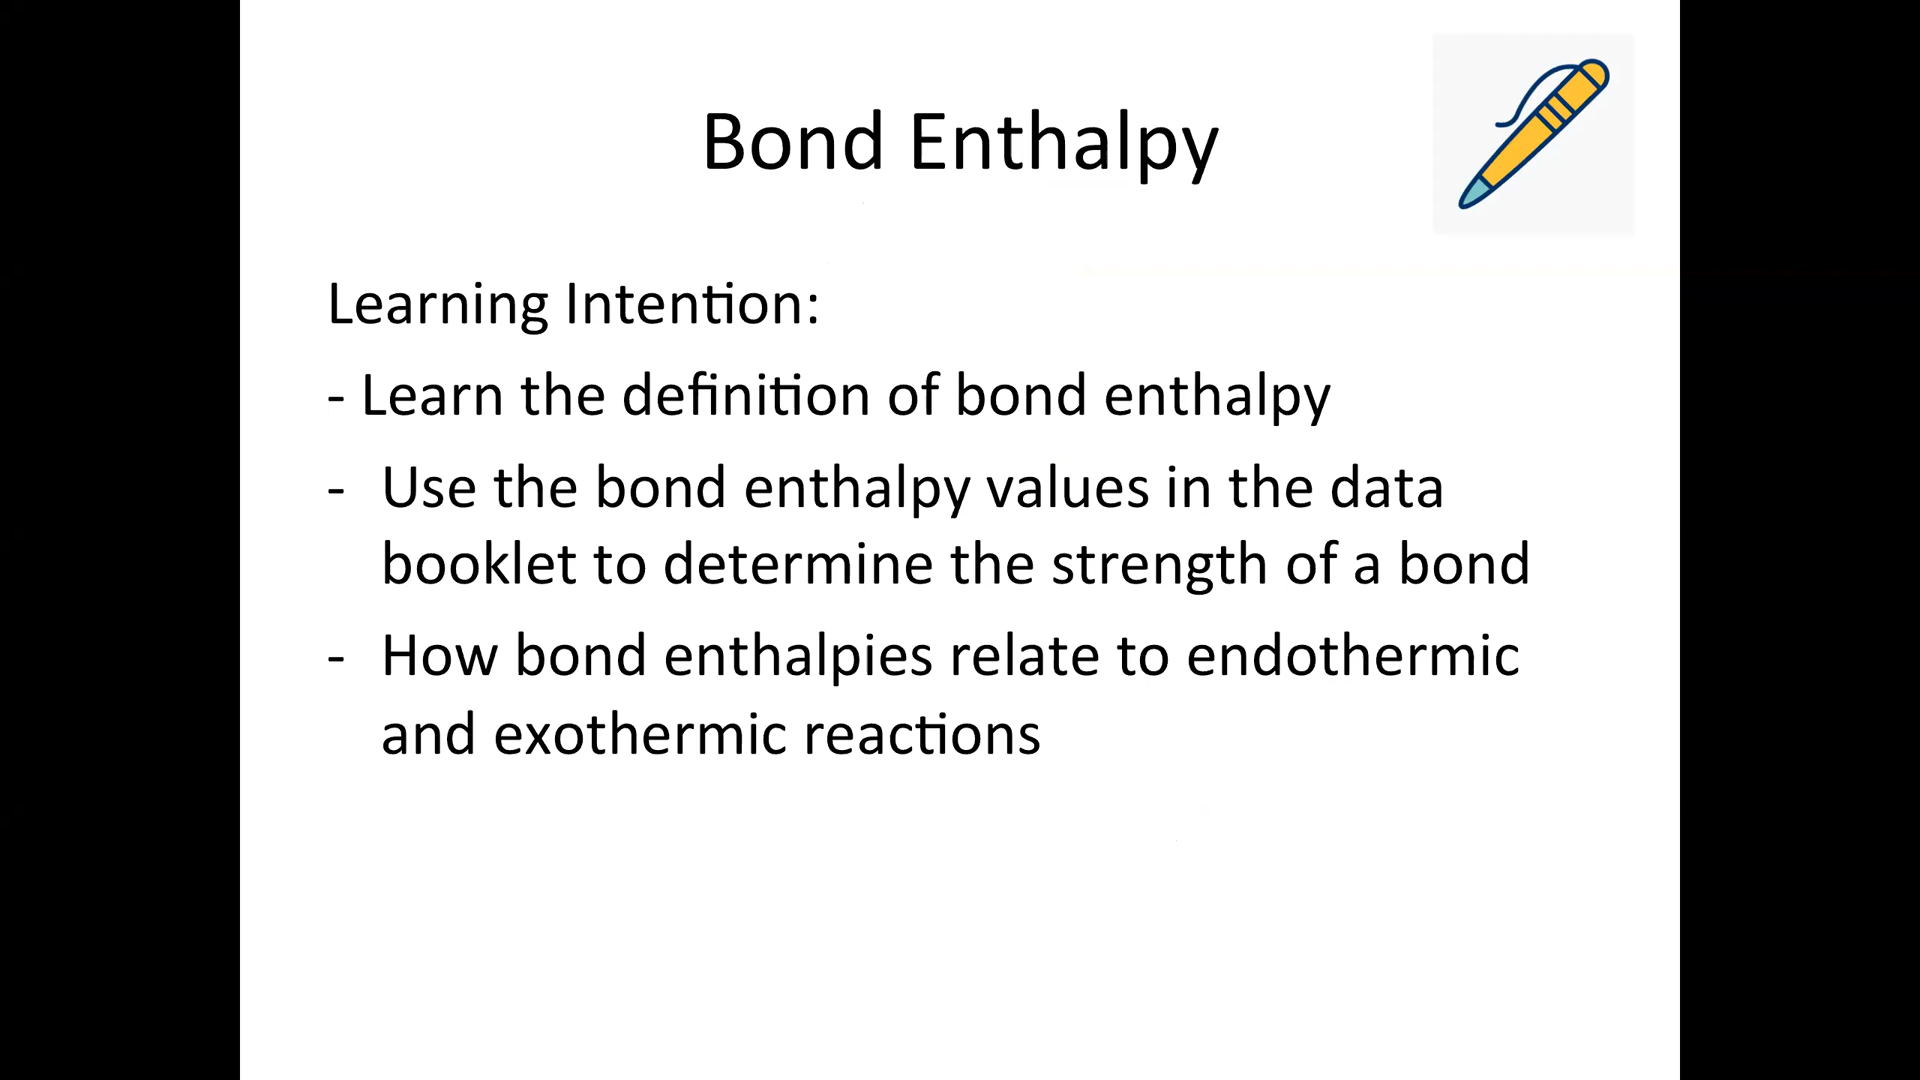 Bond Enthalpy
Learning Intention:
- Learn the definition of bond enthalpy
- Use the bond enthalpy values in the data
booklet to determine the strength of a bond
- How bond enthalpies relate to endothermic
and exothermic reactions